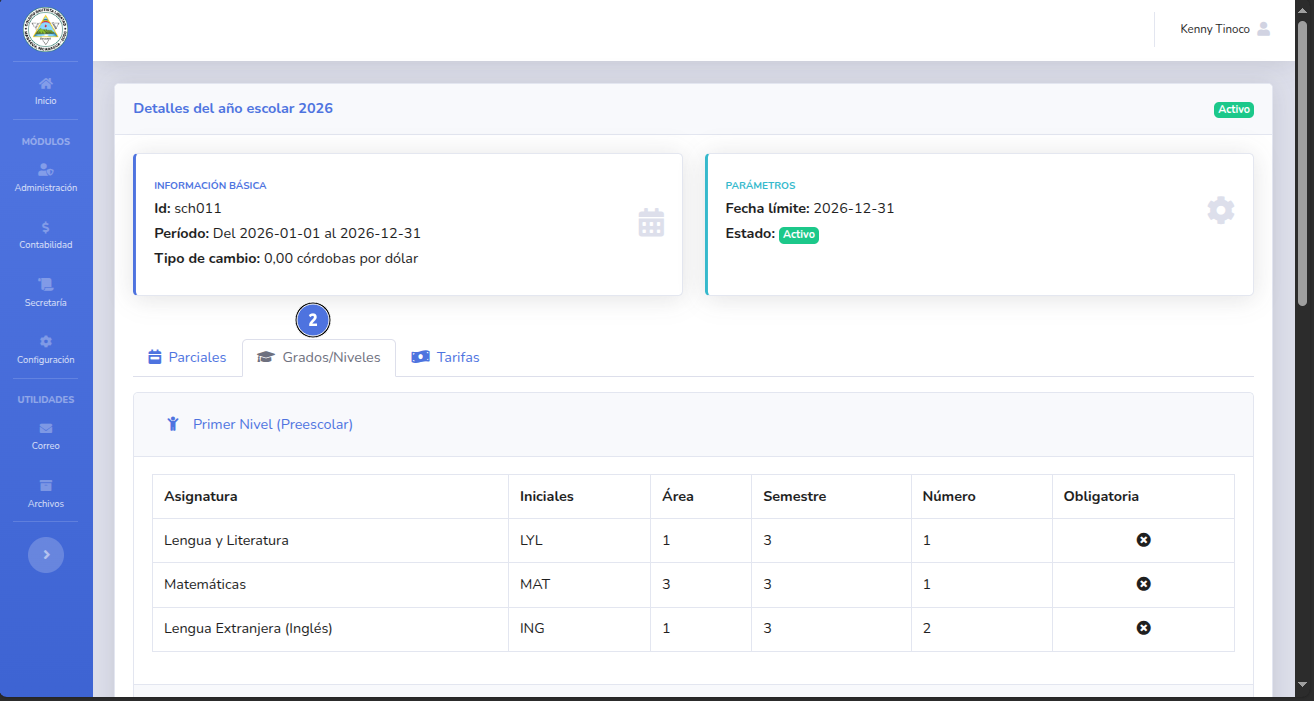 Kenny Tinoco
Inicio
MÓDULOS
Administración
Contabilidad
Secretaría
Configuración
UTILIDADES
Correo
Archivos
Detalles del año escolar 2026
Activo
INFORMACIÓN BÁSICA
Id: sch011
Período: Del 2026-01-01 al 2026-12-31
Tipo de cambio: 0,00 córdobas por dólar
PARÁMETROS
Fecha límite: 2026-12-31
Estado: Activo
2
Parciales Grados/Niveles Tarifas
Primer Nivel (Preescolar)
Asignatura Iniciales Área Semestre Número Obligatoria
Lengua y Literatura LYL 1 3 1
Matemáticas MAT 3 3 1
Lengua Extranjera (Inglés) ING 1 3 2